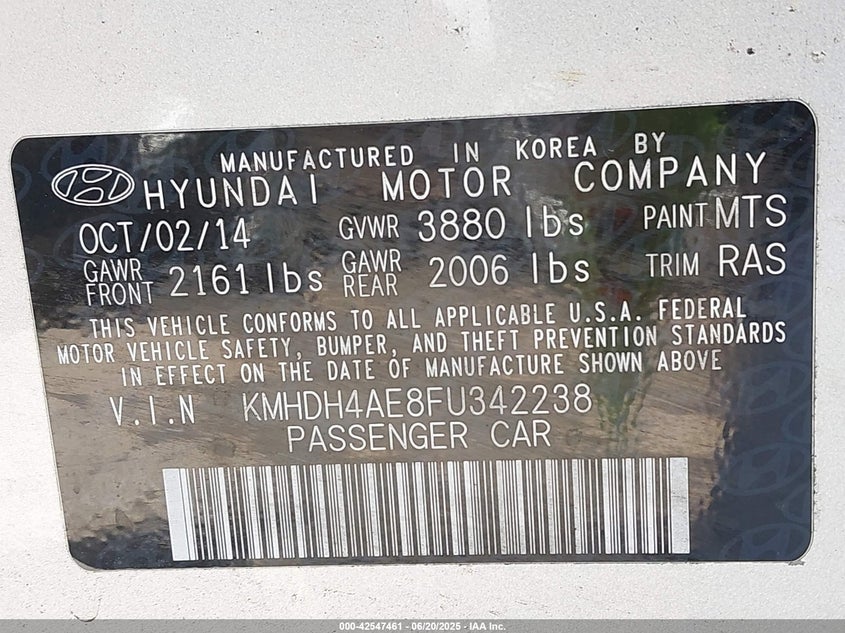 MANUFACTURED IN KOREA BY
HYUNDAI MOTOR COMPANY
OCT/02/14 GVWR 3880 lbs PAINT MTS
GAWR FRONT 2161 lbs GAWR REAR 2006 lbs TRIM RAS
THIS VEHICLE CONFORMS TO ALL APPLICABLE U.S.A. FEDERAL
MOTOR VEHICLE SAFETY, BUMPER, AND THEFT PREVENTION STANDARDS
IN EFFECT ON THE DATE OF MANUFACTURE SHOWN ABOVE
V.I.N KMHDH4AE8FU342238
PASSENGER CAR
000-42547461 - 06/20/2025 - IAA Inc.